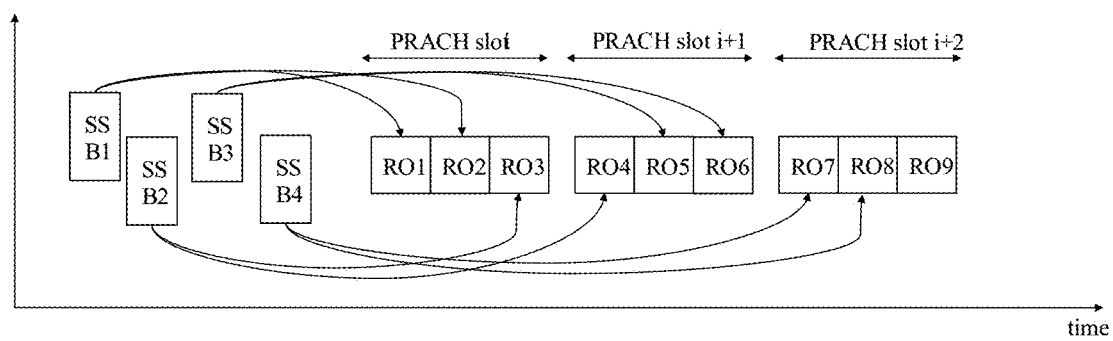 PRACH slot i
PRACH slot i+1
PRACH slot i+2
SS
B1
SS
B2
SS
B3
SS
B4
RO1
RO2
RO3
RO4
RO5
RO6
RO7
RO8
RO9
time